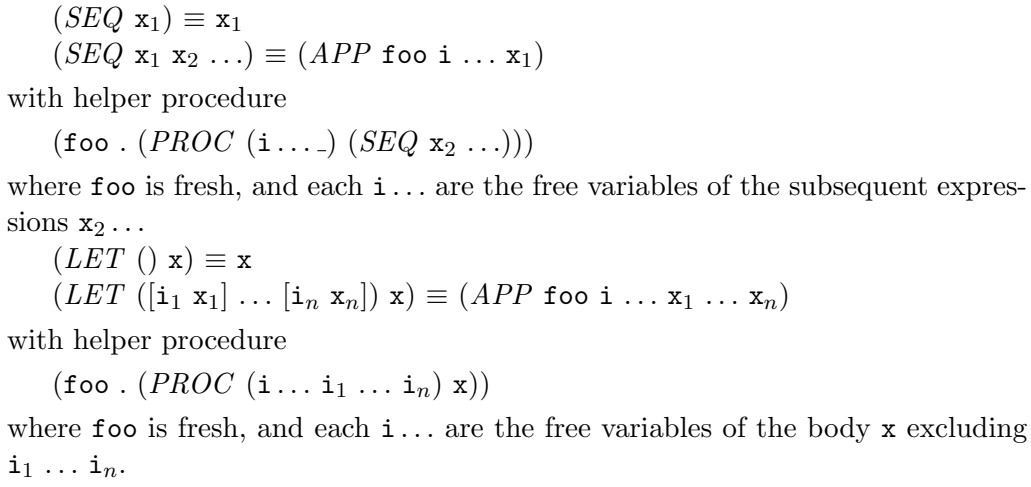 (SEQ x₁) ≡ x₁
(SEQ x₁ x₂ …) ≡ (APP foo i … x₁)
with helper procedure
(foo . (PROC (i … _) (SEQ x₂ …)))
where foo is fresh, and each i … are the free variables of the subsequent expres-
sions x₂ …
(LET () x) ≡ x
(LET ([i₁ x₁] … [iₙ xₙ]) x) ≡ (APP foo i … x₁ … xₙ)
with helper procedure
(foo . (PROC (i … i₁ … iₙ) x))
where foo is fresh, and each i … are the free variables of the body x excluding
i₁ … iₙ.